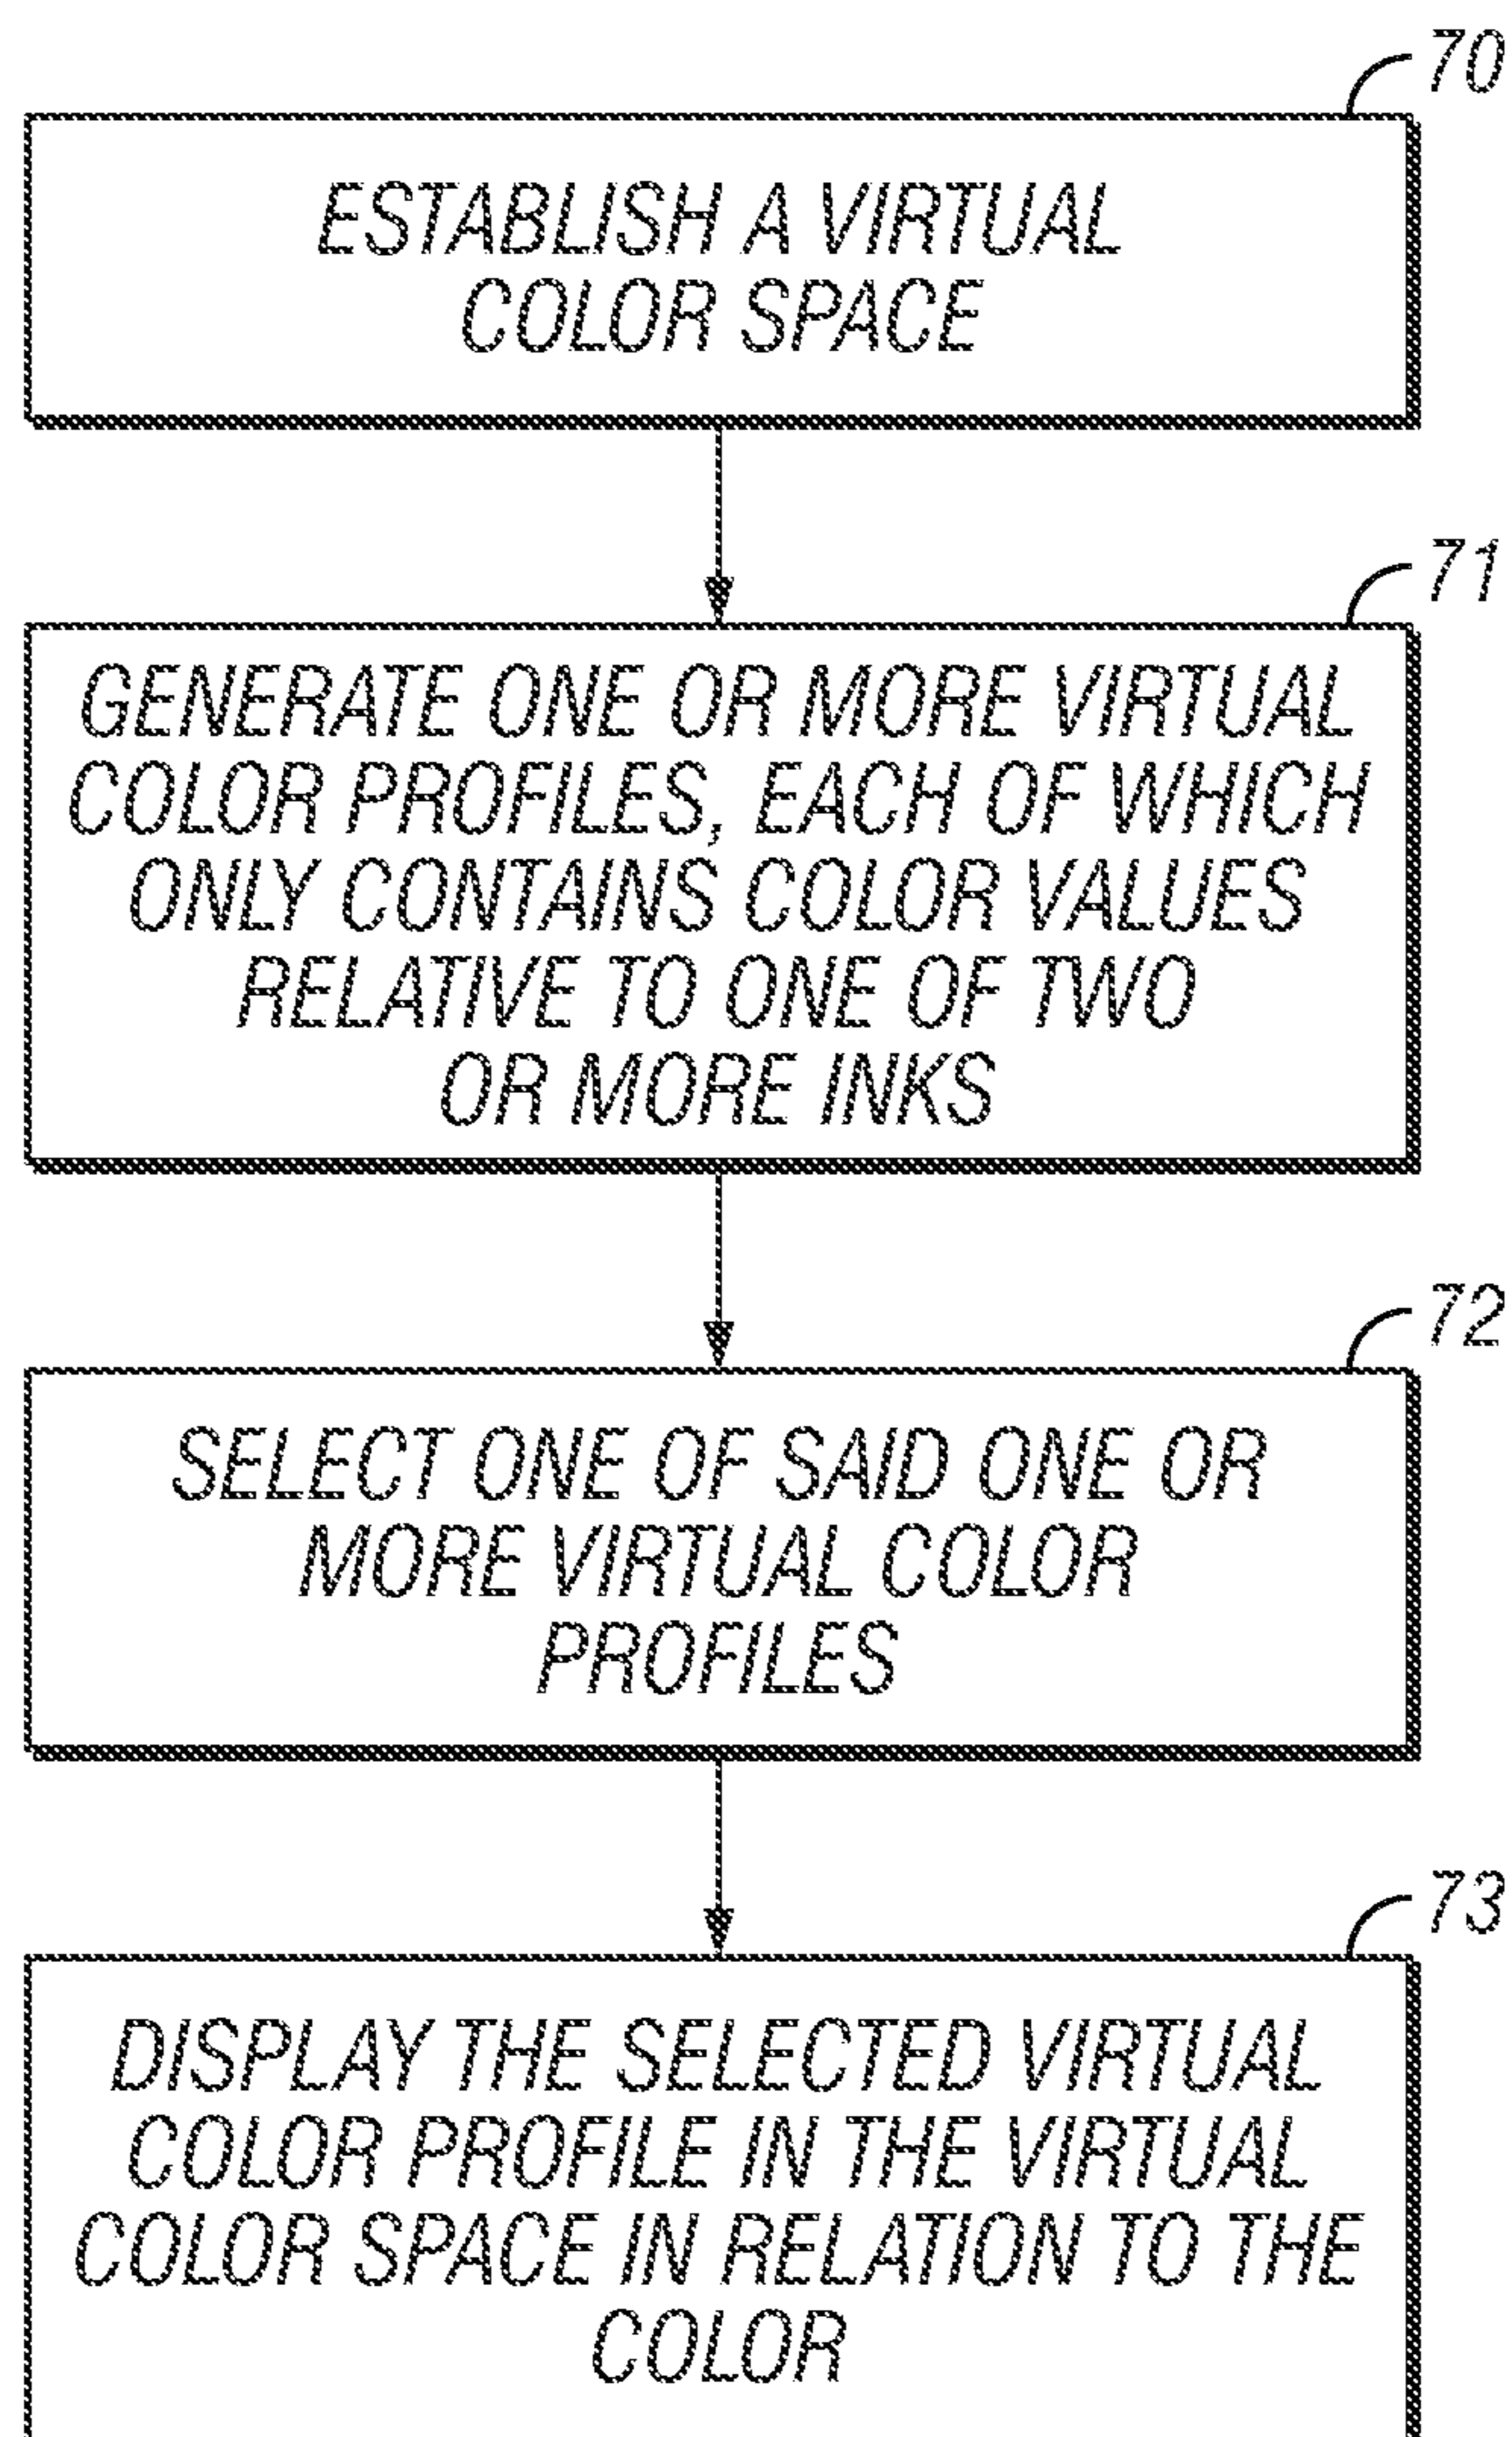 70
ESTABLISH A VIRTUAL
COLOR SPACE
71
GENERATE ONE OR MORE VIRTUAL
COLOR PROFILES, EACH OF WHICH
ONLY CONTAINS COLOR VALUES
RELATIVE TO ONE OF TWO
OR MORE INKS
72
SELECT ONE OF SAID ONE OR
MORE VIRTUAL COLOR
PROFILES
73
DISPLAY THE SELECTED VIRTUAL
COLOR PROFILE IN THE VIRTUAL
COLOR SPACE IN RELATION TO THE
COLOR